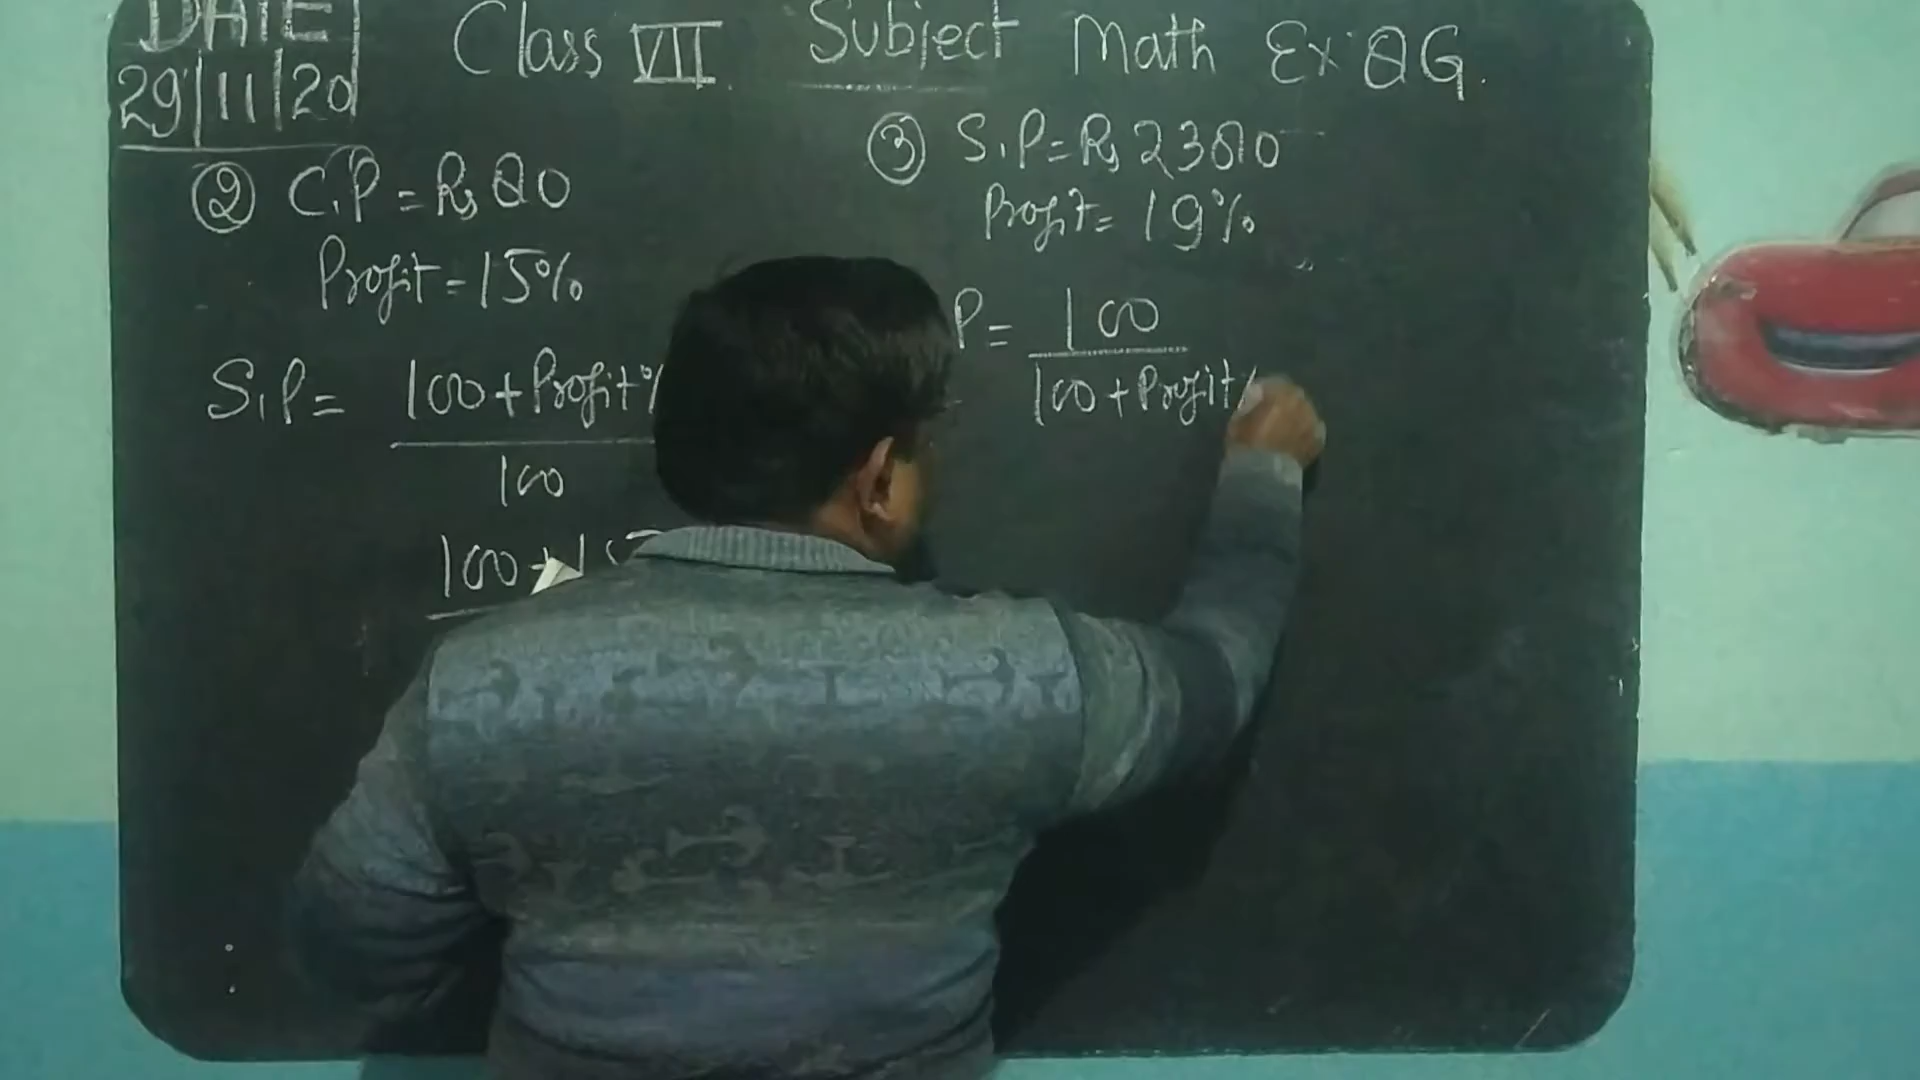 DATE
29|11|20
Class VII Subject Math Ex 8G.
② C.P = Rs 80
Profit = 15%
S.P = 100 + Profit %
100
100 +
③ S.P = Rs 2380
Profit = 19%
P = 100
100 + Profit %